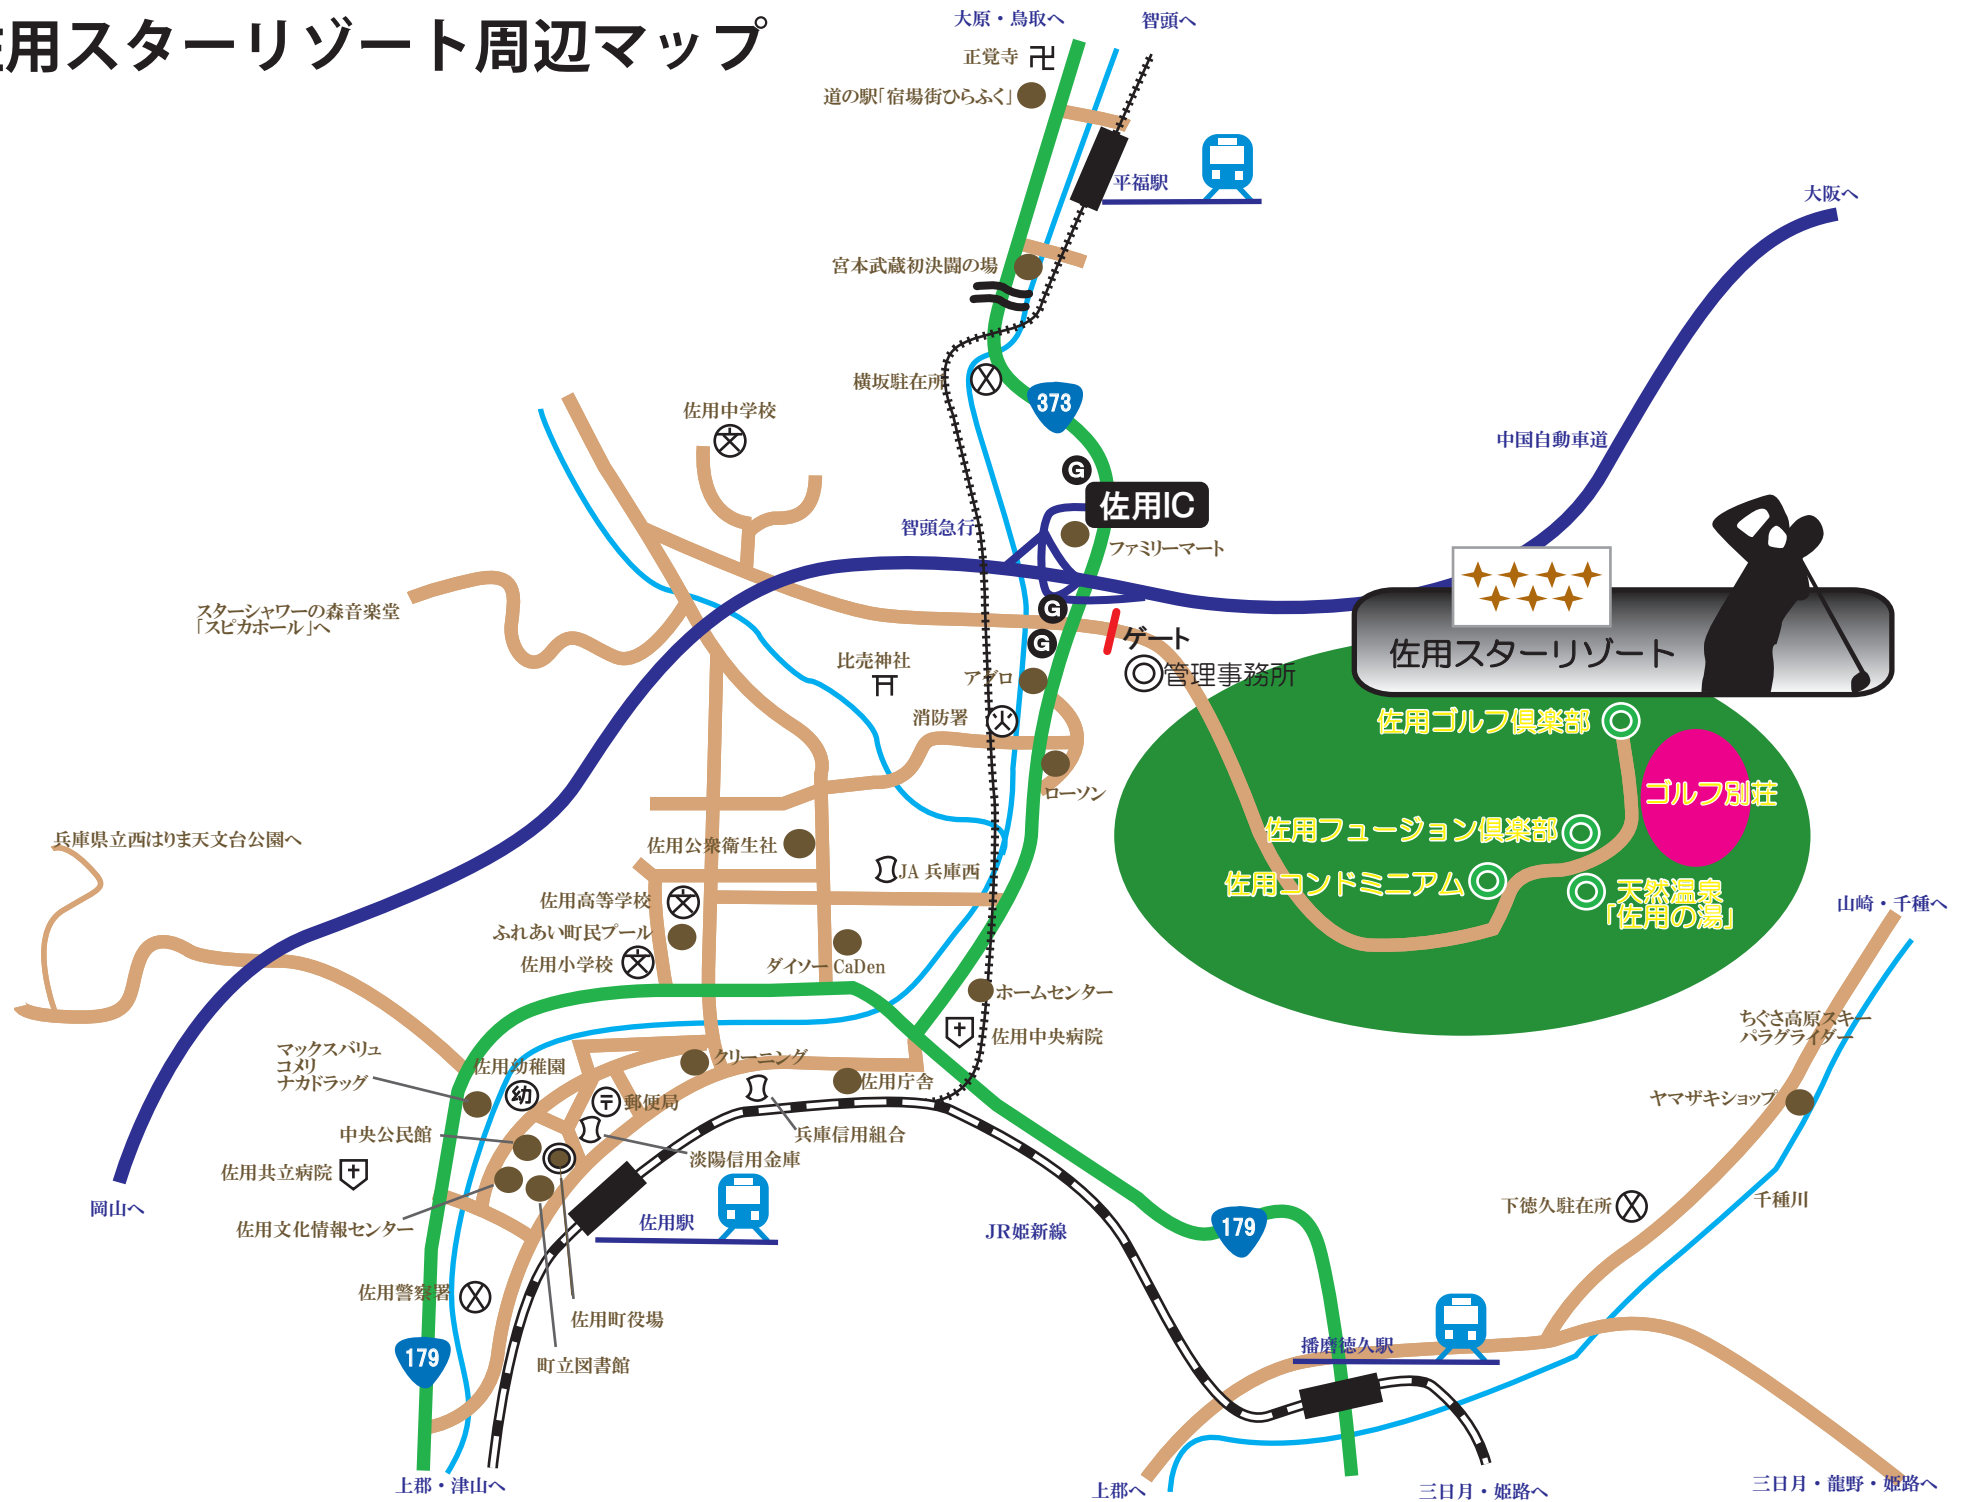 佐用スターリゾート周辺マップ
大原・鳥取へ
智頭へ
正覚寺
道の駅「宿場街ひらふく」
平福駅
大阪へ
宮本武蔵初決闘の場
横坂駐在所
373
佐用中学校
中国自動車道
G
佐用IC
智頭急行
ファミリーマート
スターシャワーの森音楽堂
「スピカホール」へ
G
G
ゲート
管理事務所
佐用スターリゾート
比売神社
アグロ
消防署
火
佐用ゴルフ倶楽部
ゴルフ別荘
ローソン
兵庫県立西はりま天文台公園へ
佐用公衆衛生社
佐用フュージョン倶楽部
JA 兵庫西
佐用コンドミニアム
天然温泉
「佐用の湯」
佐用高等学校
文
ふれあい町民プール
佐用小学校
文
ダイソー CaDen
山崎・千種へ
ホームセンター
佐用中央病院
ちぐさ高原スキー
パラグライダー
マックスバリュ
コメリ
ナカドラッグ
佐用幼稚園
幼
クリーニング
佐用庁舎
郵便局
ヤマザキショップ
中央公民館
兵庫信用組合
淡陽信用金庫
佐用共立病院
岡山へ
佐用文化情報センター
佐用駅
JR姫新線
179
下徳久駐在所
千種川
佐用警察署
佐用町役場
町立図書館
179
播磨徳久駅
上郡・津山へ
上郡へ
三日月・姫路へ
三日月・龍野・姫路へ